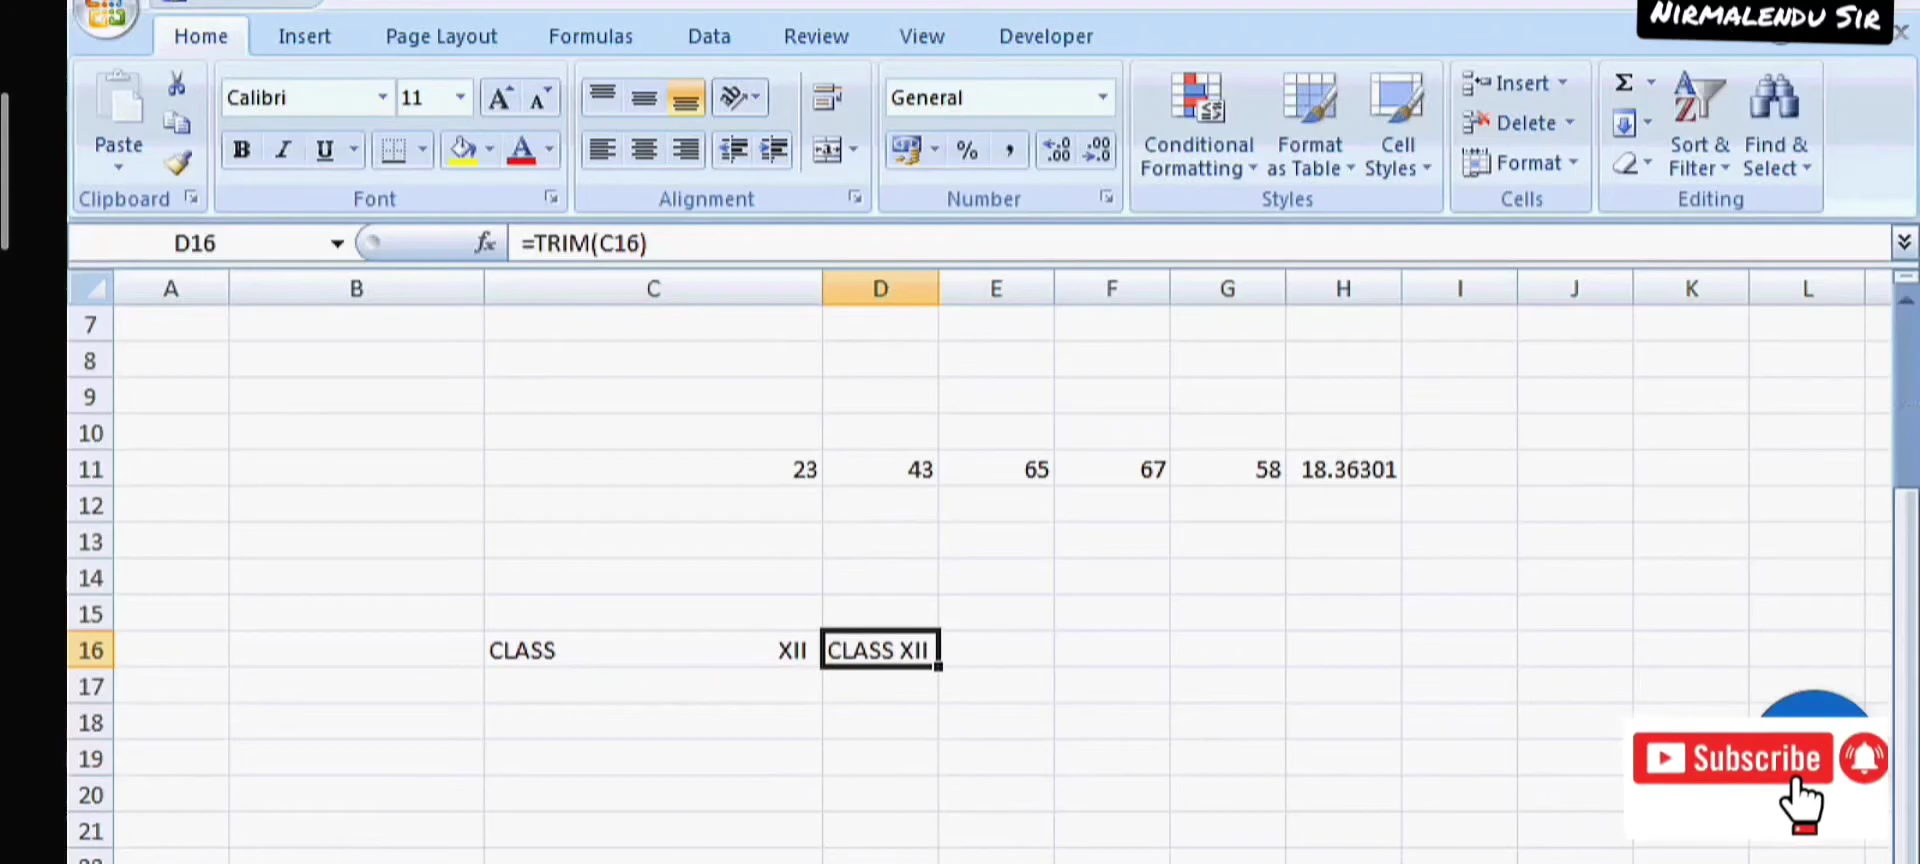 NIRMALENDU SIR
Home Insert Page Layout Formulas Data Review View Developer
Calibri 11 General Insert
Paste B I U A % , Conditional Formatting Format as Table Cell Styles Delete Format Σ Sort & Filter Find & Select
Clipboard Font Alignment Number Styles Cells Editing
D16 fx =TRIM(C16)
A B C D E F G H I J K L
7
8
9
10
11 23 43 65 67 58 18.36301
12
13
14
15
16 CLASS XII CLASS XII
17
18
19
20
21
Subscribe